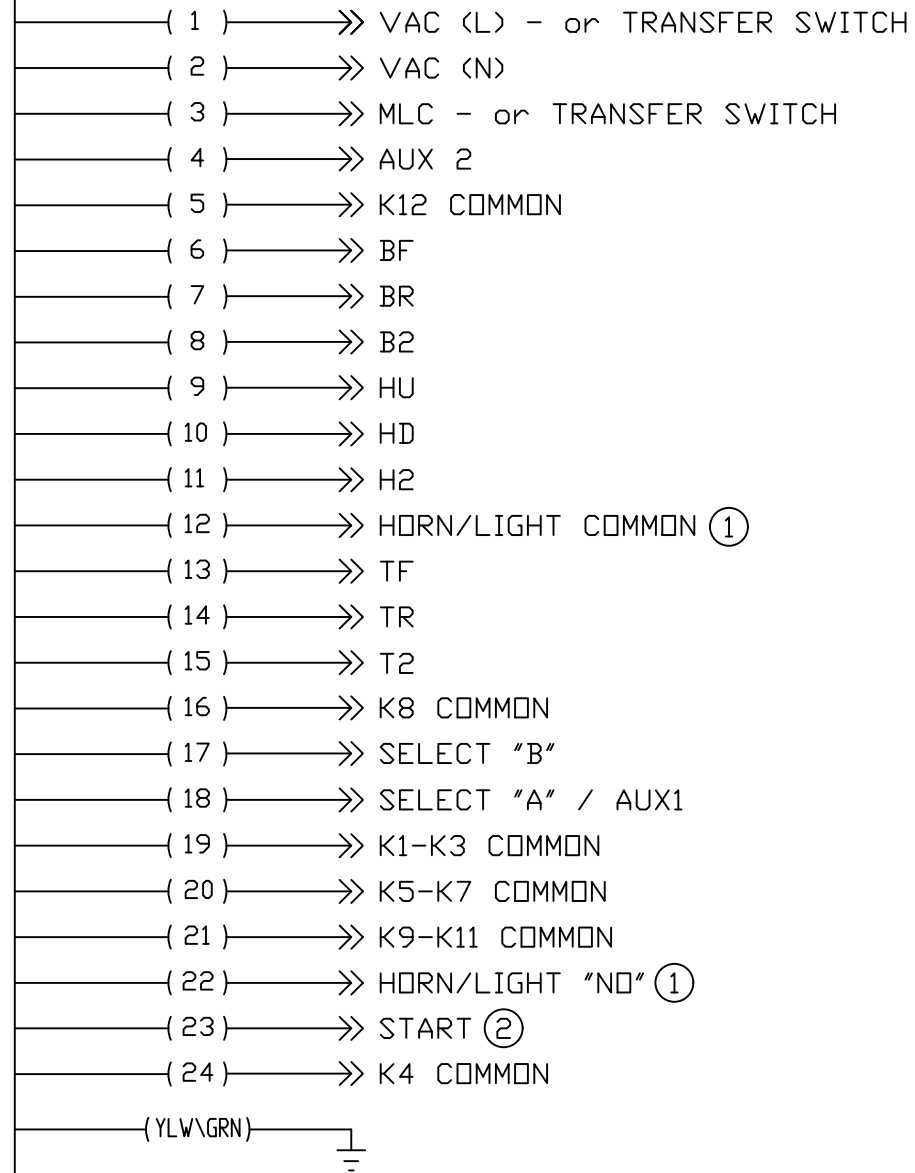 ( 1 ) VAC (L) - or TRANSFER SWITCH
( 2 ) VAC (N)
( 3 ) MLC - or TRANSFER SWITCH
( 4 ) AUX 2
( 5 ) K12 COMMON
( 6 ) BF
( 7 ) BR
( 8 ) B2
( 9 ) HU
( 10 ) HD
( 11 ) H2
( 12 ) HORN/LIGHT COMMON 1
( 13 ) TF
( 14 ) TR
( 15 ) T2
( 16 ) K8 COMMON
( 17 ) SELECT "B"
( 18 ) SELECT "A" / AUX1
( 19 ) K1-K3 COMMON
( 20 ) K5-K7 COMMON
( 21 ) K9-K11 COMMON
( 22 ) HORN/LIGHT "NO" 1
( 23 ) START 2
( 24 ) K4 COMMON
(YLW\GRN)